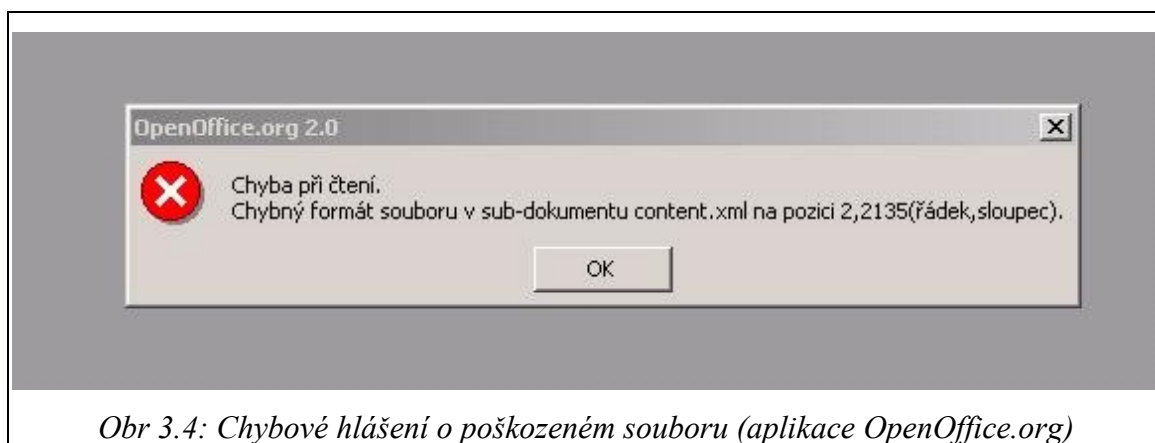 OpenOffice.org 2.0
Chyba při čtení.
Chybný formát souboru v sub-dokumentu content.xml na pozici 2,2135(řádek,sloupec).
OK
Obr 3.4: Chybové hlášení o poškozeném souboru (aplikace OpenOffice.org)